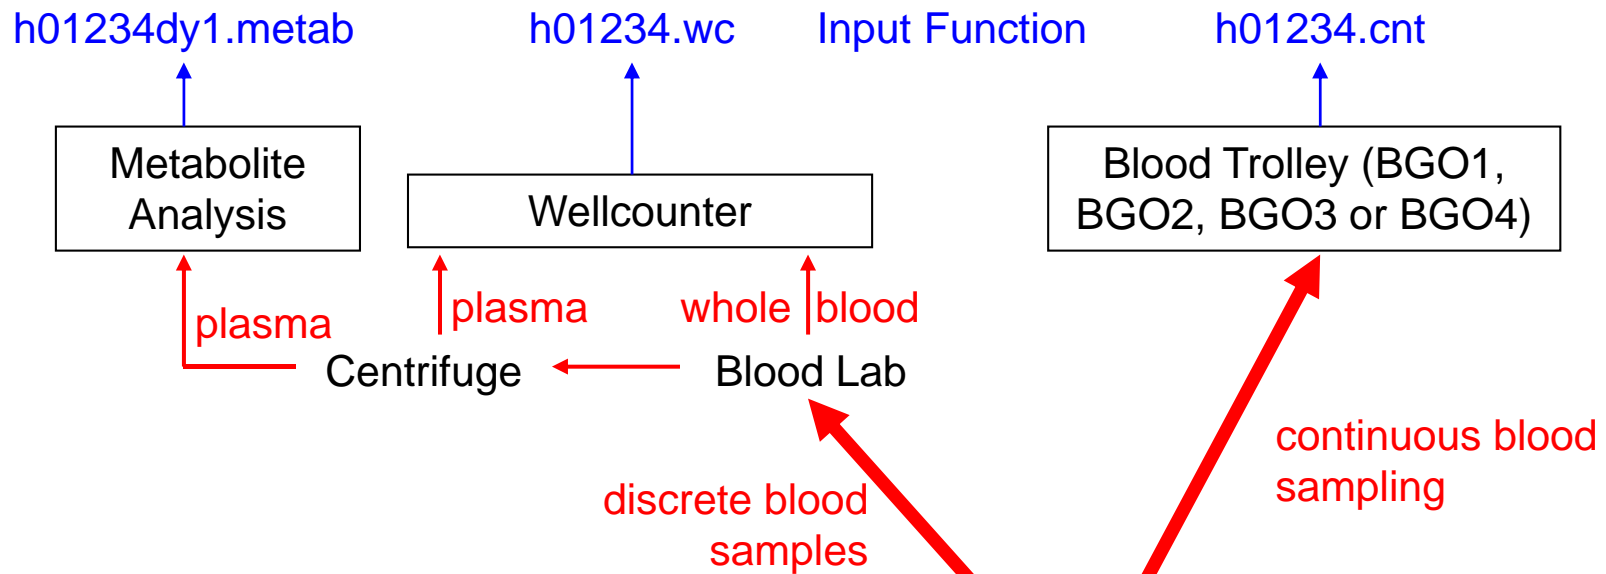 h01234dy1.metab
h01234.wc
Input Function
h01234.cnt
Metabolite
Analysis
Wellcounter
Blood Trolley (BGO1,
BGO2, BGO3 or BGO4)
plasma
plasma
whole blood
Centrifuge
Blood Lab
discrete blood
samples
continuous blood
sampling